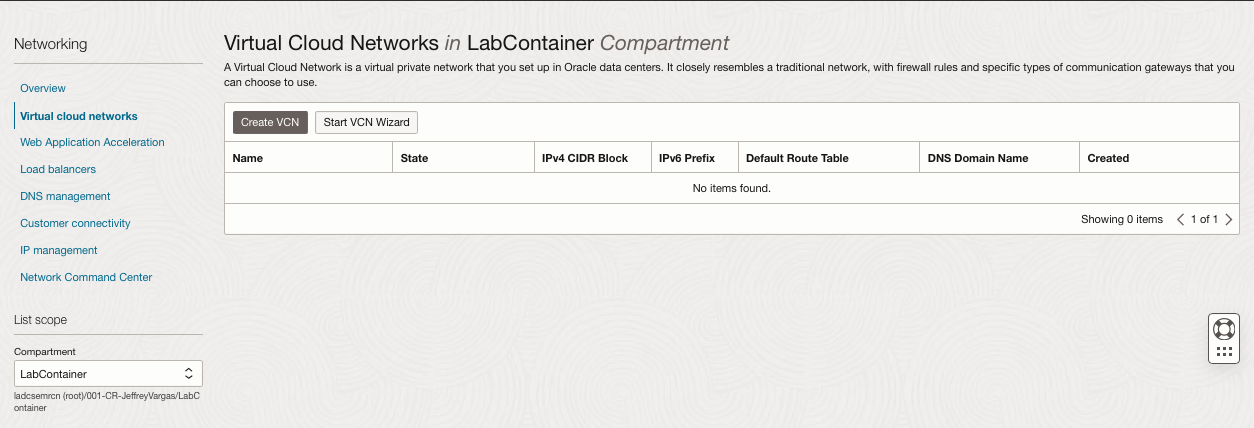 Networking
Overview
Virtual cloud networks
Web Application Acceleration
Load balancers
DNS management
Customer connectivity
IP management
Network Command Center
List scope
Compartment
LabContainer
ladcsemrcn (root)/001-CR-JeffreyVargas/LabC
ontainer
Virtual Cloud Networks in LabContainer Compartment
A Virtual Cloud Network is a virtual private network that you set up in Oracle data centers. It closely resembles a traditional network, with firewall rules and specific types of communication gateways that you
can choose to use.
Create VCN Start VCN Wizard
Name State IPv4 CIDR Block IPv6 Prefix Default Route Table DNS Domain Name Created
No items found.
Showing 0 items 1 of 1